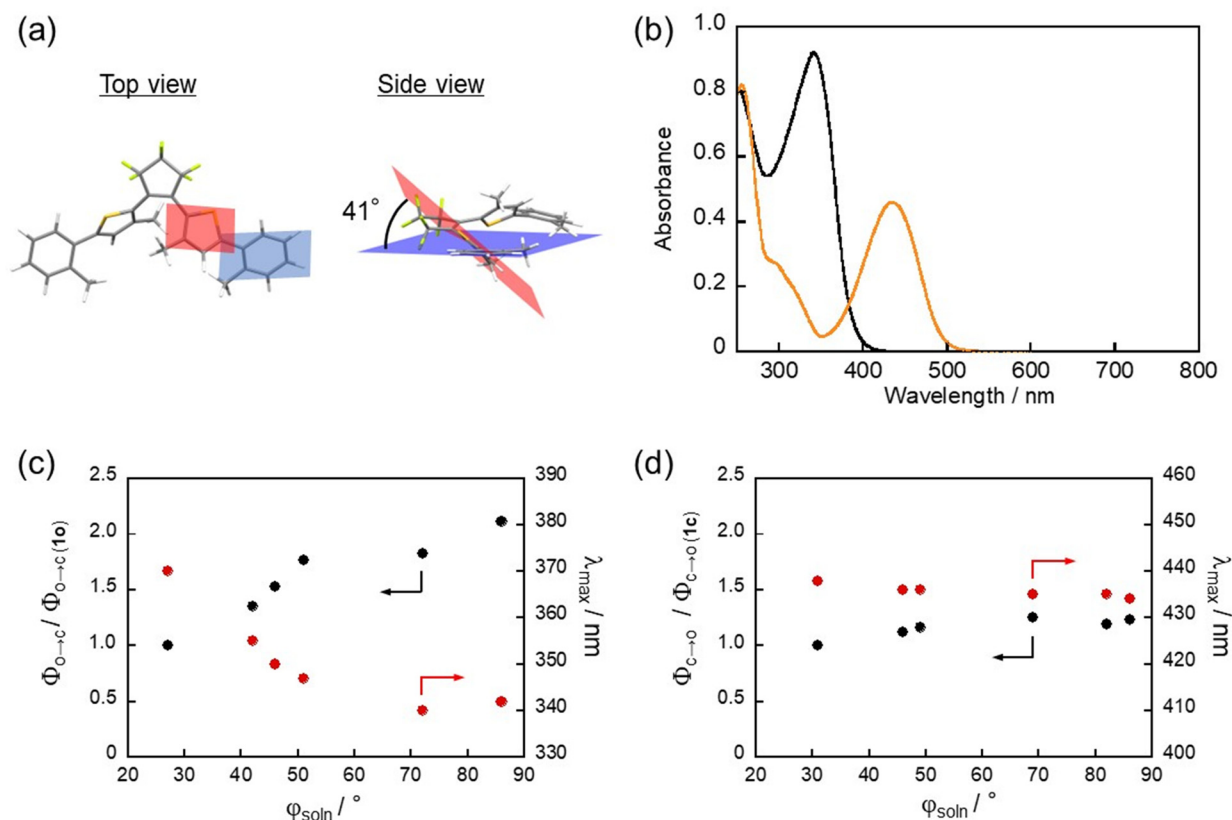 (a)
Top view
Side view
41°
(b)
Absorbance
1.0
0.8
0.6
0.4
0.2
0
300 400 500 600 700 800
Wavelength / nm
(c)
Φo→c / Φo→c (1o)
2.5
2.0
1.5
1.0
0.5
0
390
380
370
360
350
340
330
λmax / nm
20 30 40 50 60 70 80 90
φsoln / °
(d)
Φc→o / Φc→o (1c)
2.5
2.0
1.5
1.0
0.5
0
460
450
440
430
420
410
400
λmax / nm
20 30 40 50 60 70 80 90
φsoln / °